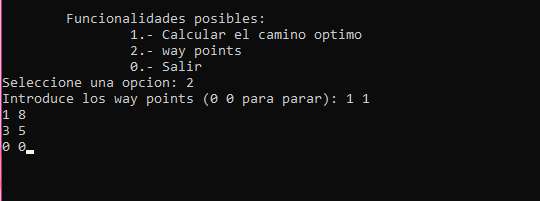 Funcionalidades posibles:
1.- Calcular el camino optimo
2.- way points
0.- Salir
Seleccione una opcion: 2
Introduce los way points (0 0 para parar): 1 1
1 8
3 5
0 0